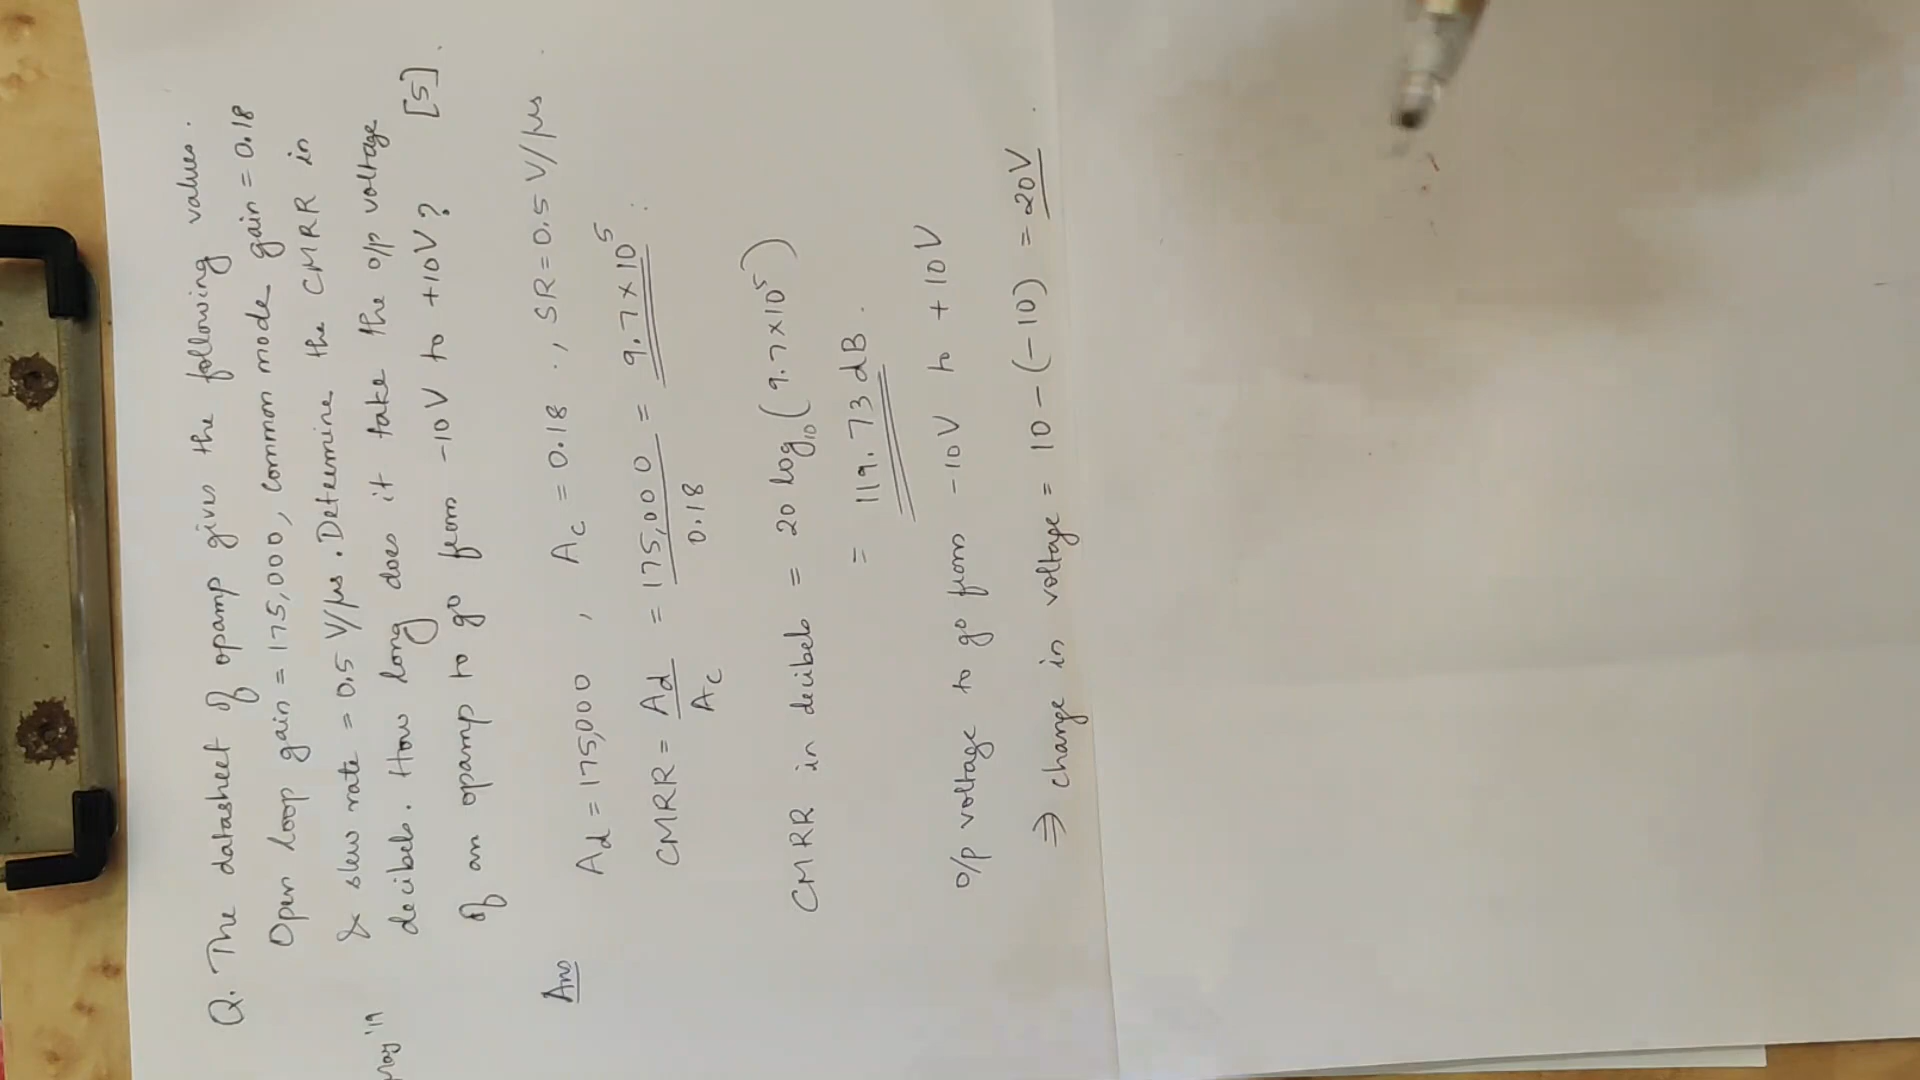 Q. The datasheet of opamp gives the following values.
Open loop gain = 175,000, common mode gain = 0.18
& slew rate = 0.5 V/μs. Determine the CMRR in
decibels. How long does it take the o/p voltage
of an opamp to go from -10V to +10V? [5].
May '19
Ans
Ad = 175,000 , Ac = 0.18 ., SR = 0.5 V/μs
CMRR = Ad/Ac = 175,000/0.18 = 9.7 × 10⁵
CMRR in decibels = 20 log₁₀ (9.7×10⁵)
= 119.73 dB.
o/p voltage to go from -10V to +10V
⇒ change in voltage = 10 - (-10) = 20V.